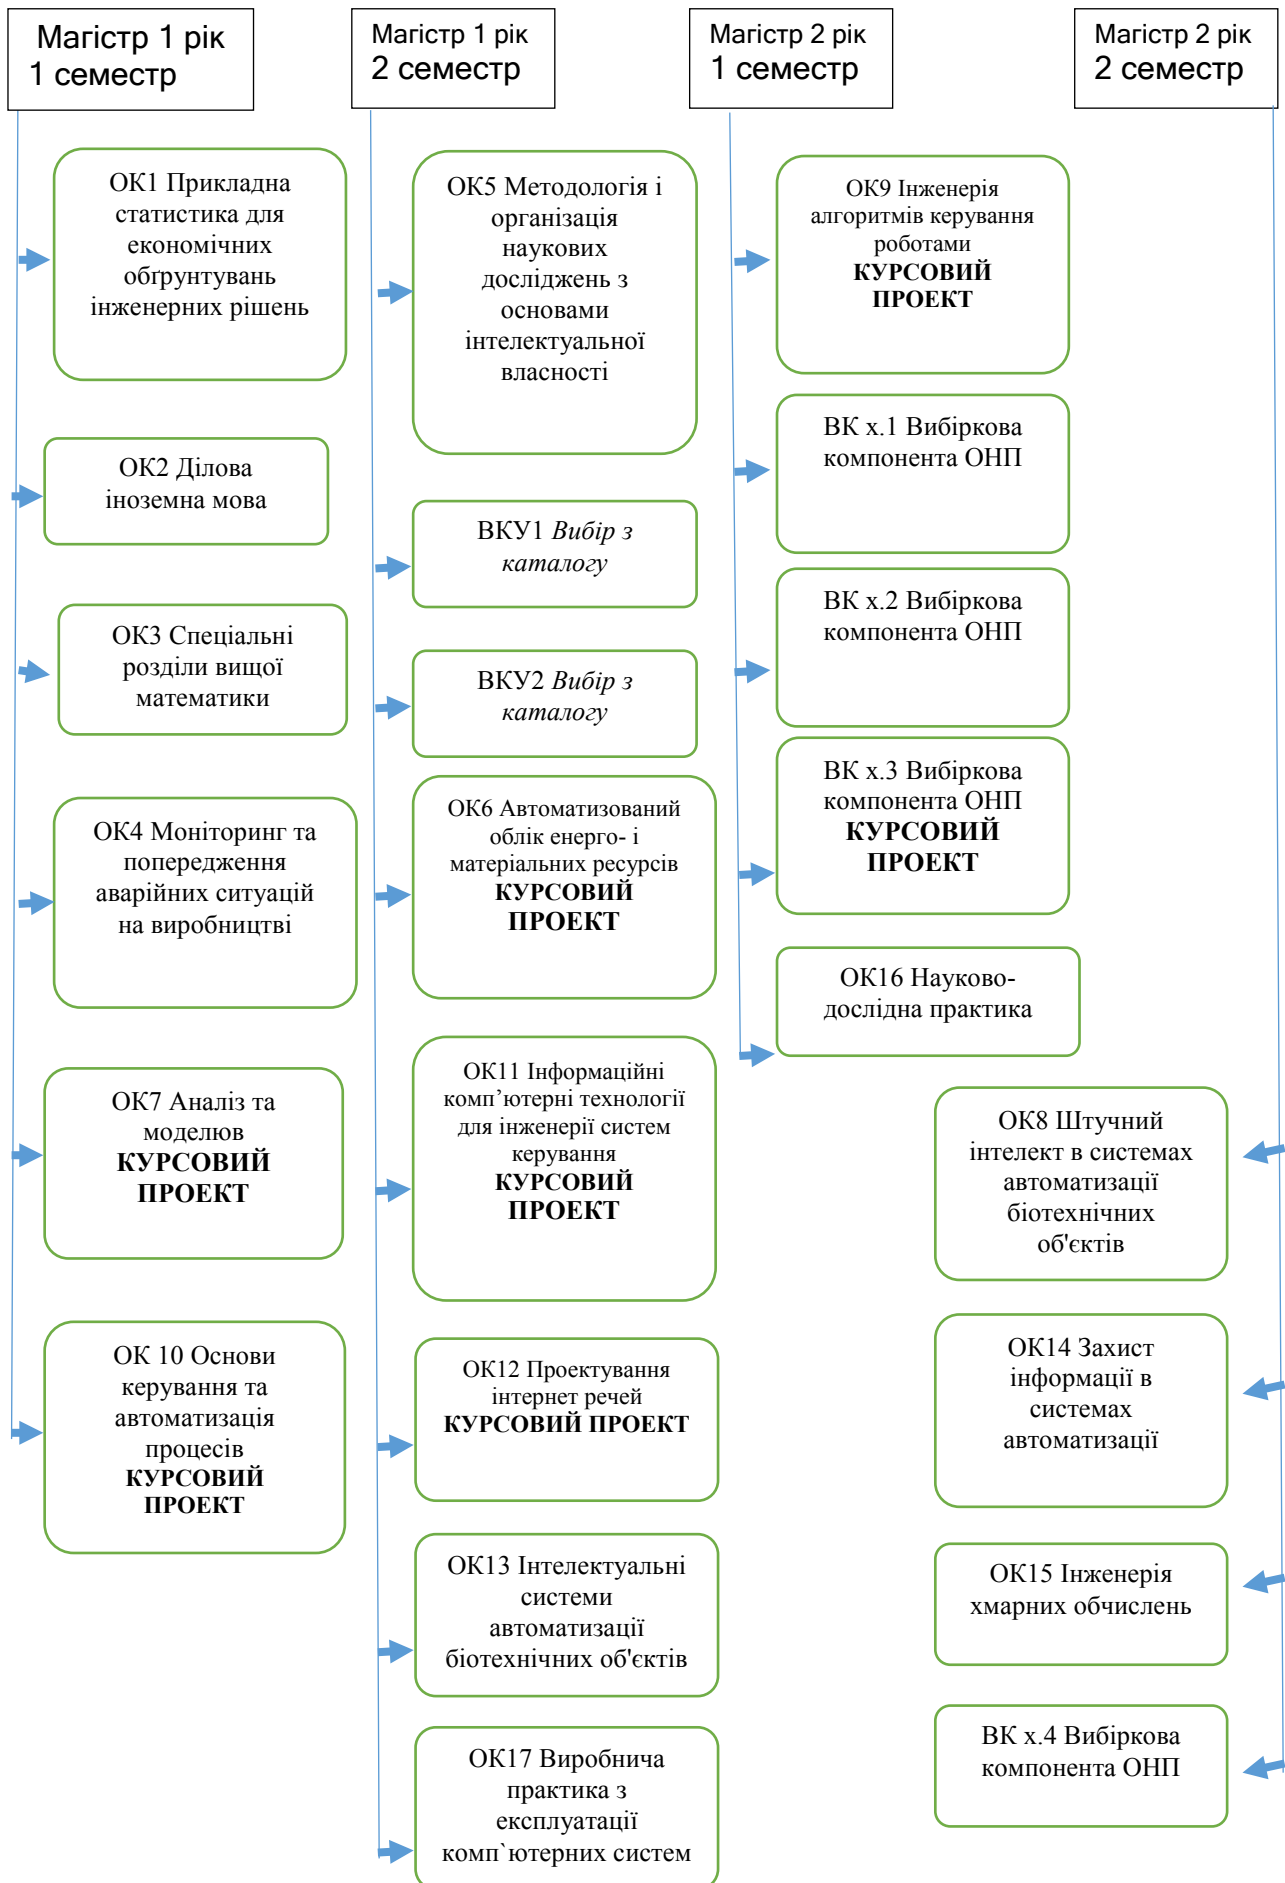 Магістр 1 рік
1 семестр
Магістр 1 рік
2 семестр
Магістр 2 рік
1 семестр
Магістр 2 рік
2 семестр
ОК1 Прикладна
статистика для
економічних
обґрунтувань
інженерних рішень
ОК2 Ділова
іноземна мова
ОК3 Спеціальні
розділи вищої
математики
ОК4 Моніторинг та
попередження
аварійних ситуацій
на виробництві
ОК7 Аналіз та
моделюв
КУРСОВИЙ
ПРОЕКТ
ОК 10 Основи
керування та
автоматизація
процесів
КУРСОВИЙ
ПРОЕКТ
ОК5 Методологія і
організація
наукових
досліджень з
основами
інтелектуальної
власності
ВКУ1 Вибір з
каталогу
ВКУ2 Вибір з
каталогу
ОК6 Автоматизований
облік енерго- і
матеріальних ресурсів
КУРСОВИЙ
ПРОЕКТ
ОК11 Інформаційні
комп’ютерні технології
для інженерії систем
керування
КУРСОВИЙ
ПРОЕКТ
ОК12 Проектування
інтернет речей
КУРСОВИЙ ПРОЕКТ
ОК13 Інтелектуальні
системи
автоматизації
біотехнічних об'єктів
ОК17 Виробнича
практика з
експлуатації
комп`ютерних систем
ОК9 Інженерія
алгоритмів керування
роботами
КУРСОВИЙ
ПРОЕКТ
ВК х.1 Вибіркова
компонента ОНП
ВК х.2 Вибіркова
компонента ОНП
ВК х.3 Вибіркова
компонента ОНП
КУРСОВИЙ
ПРОЕКТ
ОК16 Науково-
дослідна практика
ОК8 Штучний
інтелект в системах
автоматизації
біотехнічних
об'єктів
ОК14 Захист
інформації в
системах
автоматизації
ОК15 Інженерія
хмарних обчислень
ВК х.4 Вибіркова
компонента ОНП